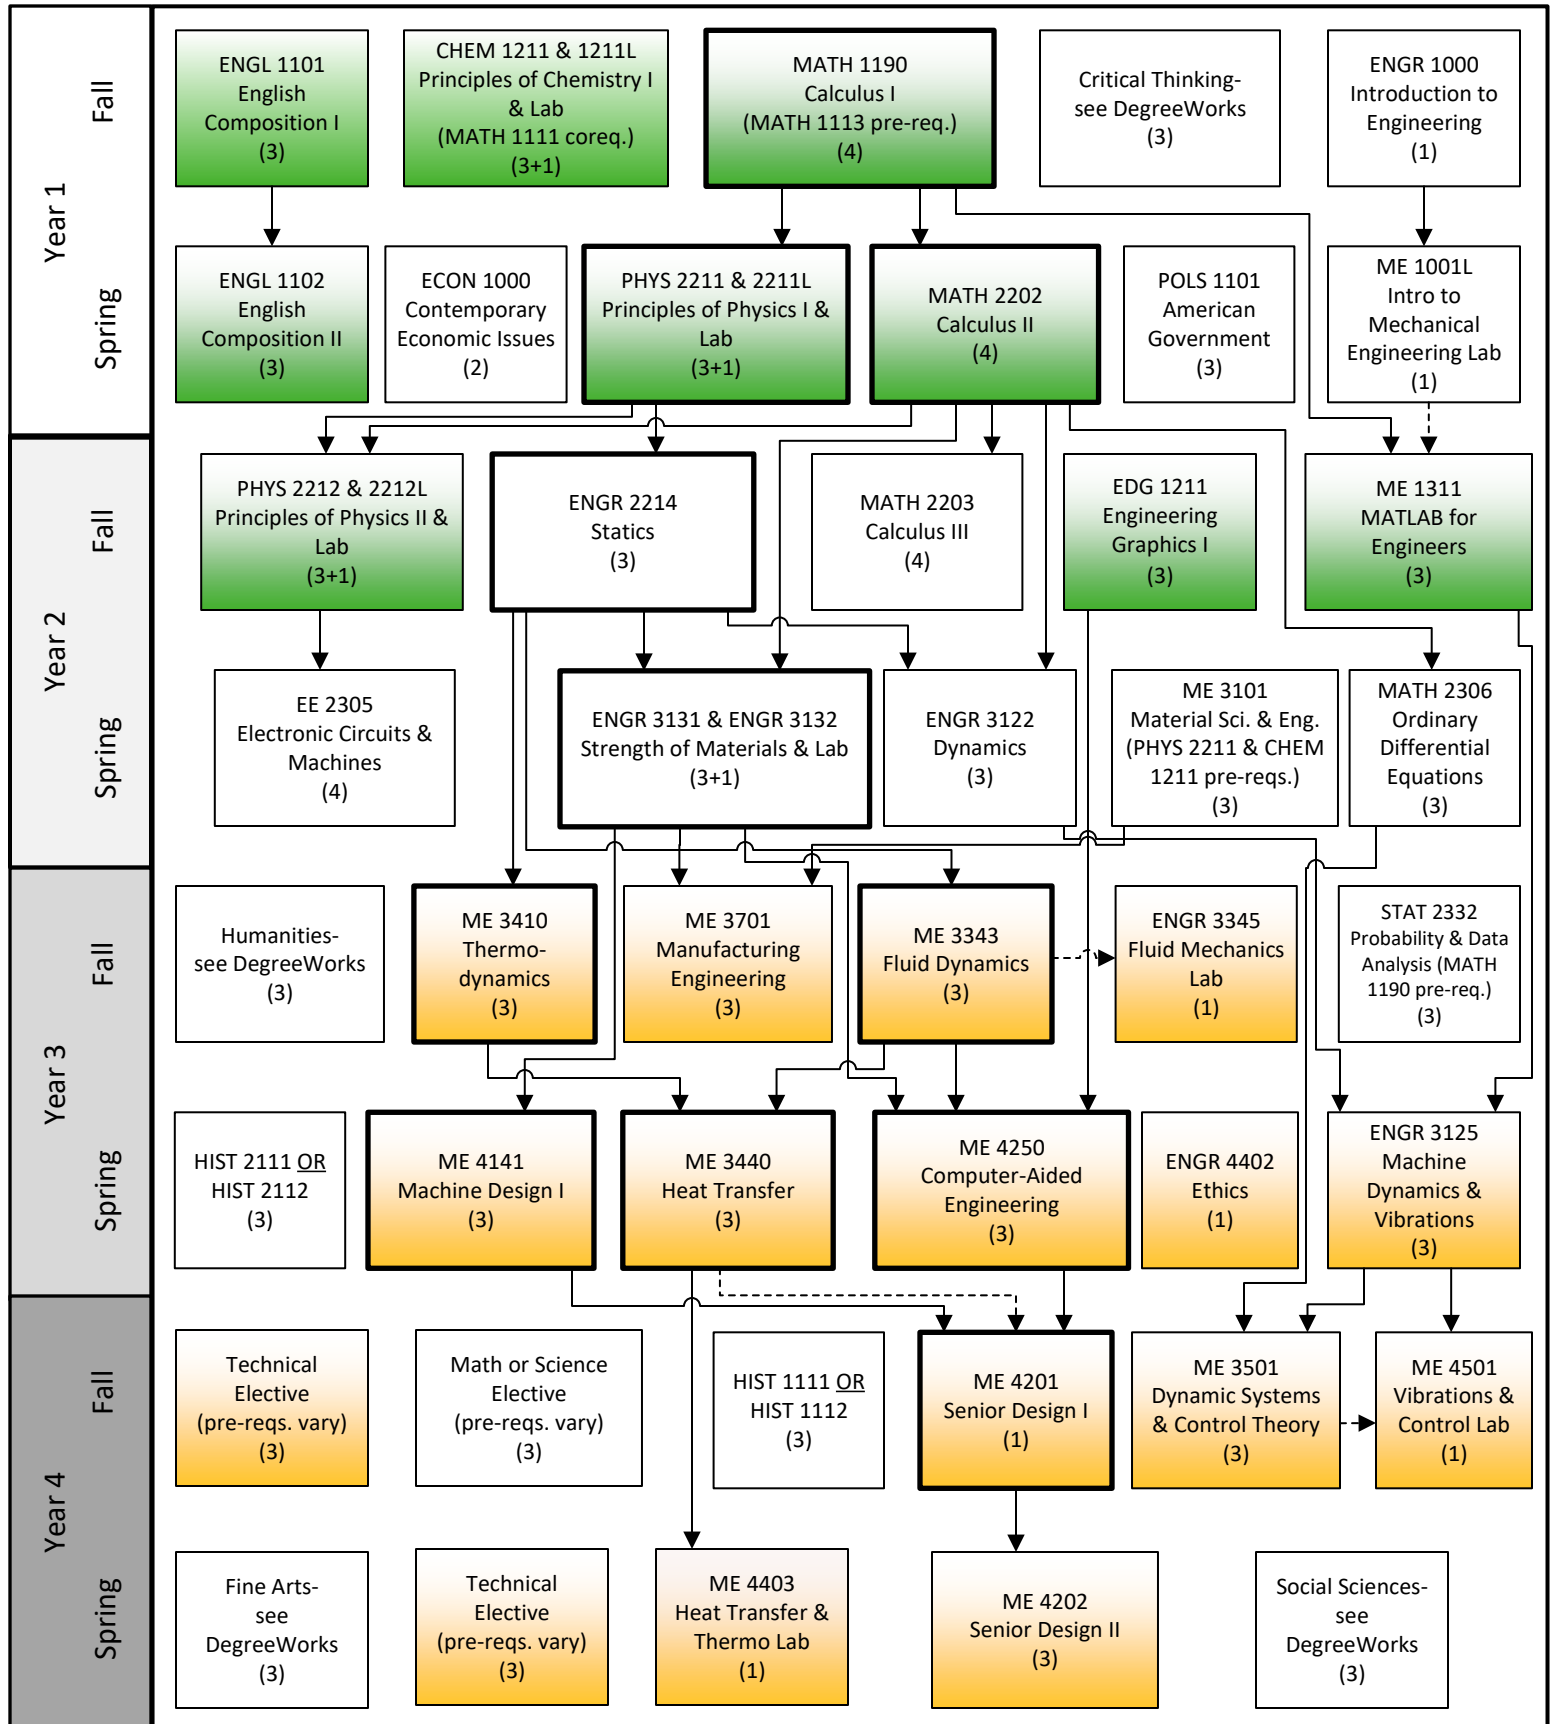 Year 1
Fall
ENGL 1101
English
Composition I
(3)
CHEM 1211 & 1211L
Principles of Chemistry I
& Lab
(MATH 1111 coreq.)
(3+1)
MATH 1190
Calculus I
(MATH 1113 pre-req.)
(4)
Critical Thinking-
see DegreeWorks
(3)
ENGR 1000
Introduction to
Engineering
(1)
Spring
ENGL 1102
English
Composition II
(3)
ECON 1000
Contemporary
Economic Issues
(2)
PHYS 2211 & 2211L
Principles of Physics I &
Lab
(3+1)
MATH 2202
Calculus II
(4)
POLS 1101
American
Government
(3)
ME 1001L
Intro to
Mechanical
Engineering Lab
(1)
Year 2
Fall
PHYS 2212 & 2212L
Principles of Physics II &
Lab
(3+1)
ENGR 2214
Statics
(3)
MATH 2203
Calculus III
(4)
EDG 1211
Engineering
Graphics I
(3)
ME 1311
MATLAB for
Engineers
(3)
Spring
EE 2305
Electronic Circuits &
Machines
(4)
ENGR 3131 & ENGR 3132
Strength of Materials & Lab
(3+1)
ENGR 3122
Dynamics
(3)
ME 3101
Material Sci. & Eng.
(PHYS 2211 & CHEM
1211 pre-reqs.)
(3)
MATH 2306
Ordinary
Differential
Equations
(3)
Year 3
Fall
Humanities-
see DegreeWorks
(3)
ME 3410
Thermo-
dynamics
(3)
ME 3701
Manufacturing
Engineering
(3)
ME 3343
Fluid Dynamics
(3)
ENGR 3345
Fluid Mechanics
Lab
(1)
STAT 2332
Probability & Data
Analysis (MATH
1190 pre-req.)
(3)
Spring
HIST 2111 OR
HIST 2112
(3)
ME 4141
Machine Design I
(3)
ME 3440
Heat Transfer
(3)
ME 4250
Computer-Aided
Engineering
(3)
ENGR 4402
Ethics
(1)
ENGR 3125
Machine
Dynamics &
Vibrations
(3)
Year 4
Fall
Technical
Elective
(pre-reqs. vary)
(3)
Math or Science
Elective
(pre-reqs. vary)
(3)
HIST 1111 OR
HIST 1112
(3)
ME 4201
Senior Design I
(1)
ME 3501
Dynamic Systems
& Control Theory
(3)
ME 4501
Vibrations &
Control Lab
(1)
Spring
Fine Arts-
see
DegreeWorks
(3)
Technical
Elective
(pre-reqs. vary)
(3)
ME 4403
Heat Transfer &
Thermo Lab
(1)
ME 4202
Senior Design II
(3)
Social Sciences-
see
DegreeWorks
(3)